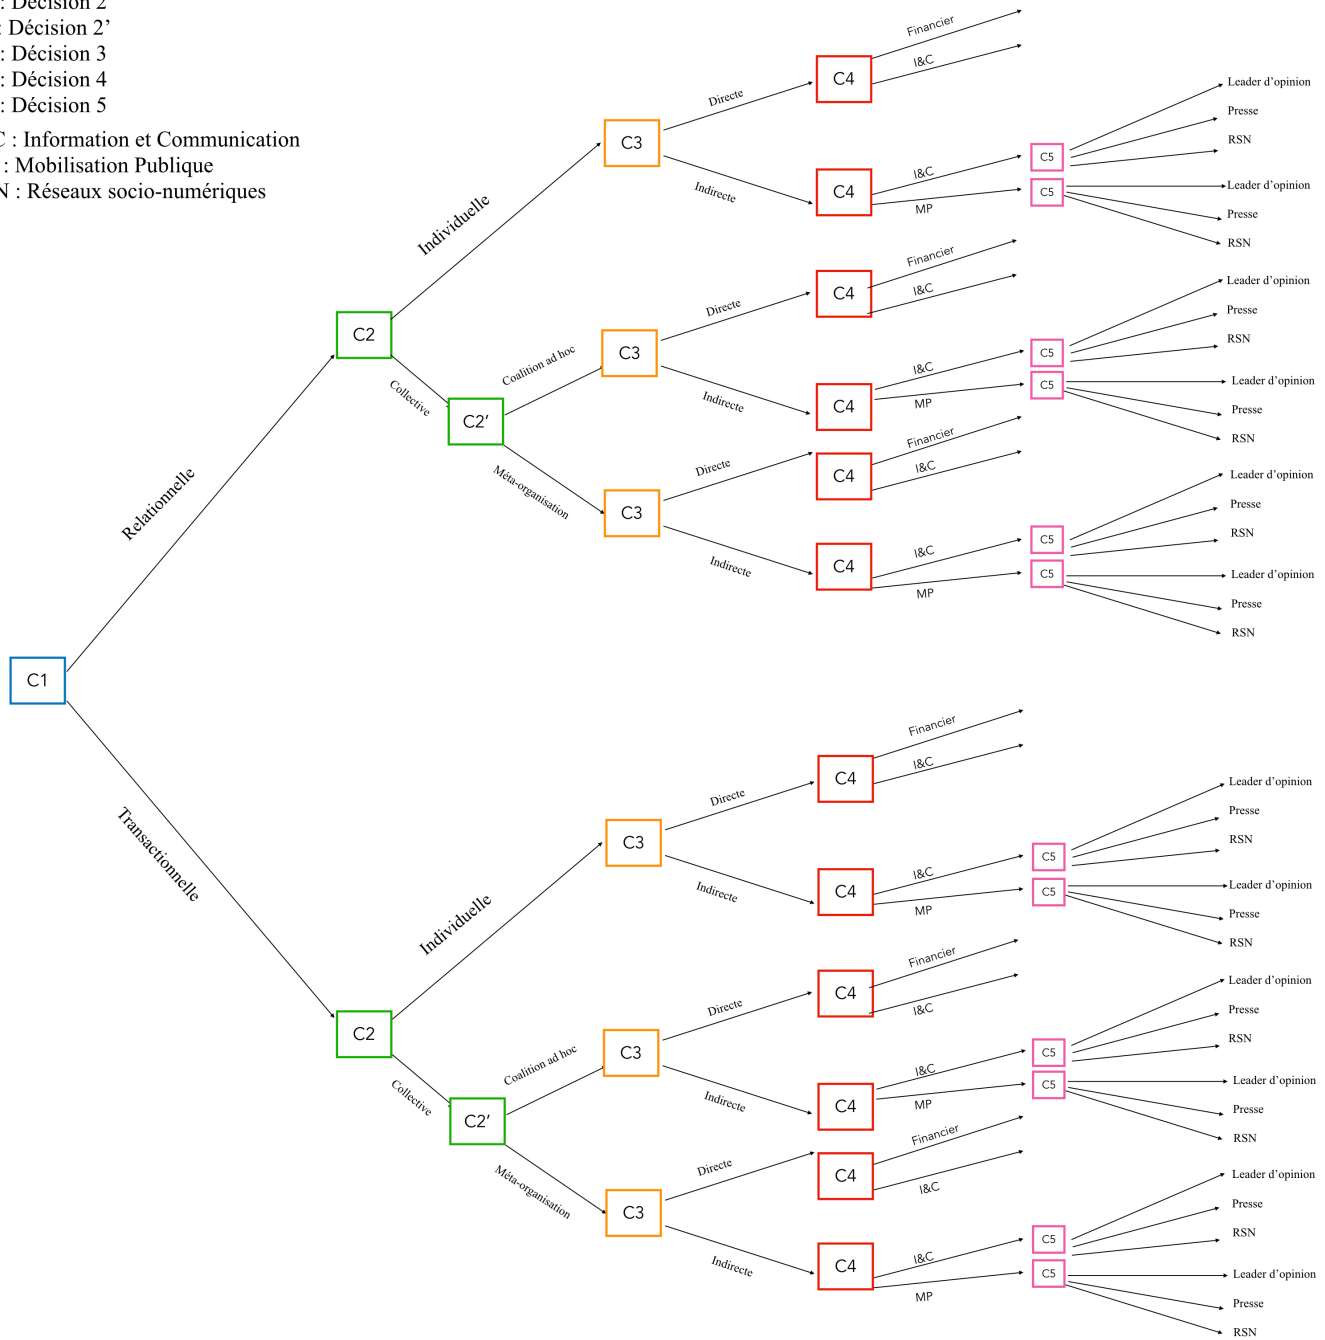 : Décision 2
: Décision 2’
: Décision 3
: Décision 4
: Décision 5
C : Information et Communication
: Mobilisation Publique
N : Réseaux socio-numériques
C1
Relationnelle
Transactionnelle
C2
Individuelle
Collective
C2’
Coalition ad hoc
Méta-organisation
C3
Directe
Indirecte
C4
Financier
I&C
C4
I&C
MP
C5
Leader d’opinion
Presse
RSN
C5
Leader d’opinion
Presse
RSN
C3
Directe
Indirecte
C4
Financier
I&C
C4
I&C
MP
C5
Leader d’opinion
Presse
RSN
C5
Leader d’opinion
Presse
RSN
C3
Directe
Indirecte
C4
Financier
I&C
C4
I&C
MP
C5
Leader d’opinion
Presse
RSN
C5
Leader d’opinion
Presse
RSN
C2
Individuelle
Collective
C2’
Coalition ad hoc
Méta-organisation
C3
Directe
Indirecte
C4
Financier
I&C
C4
I&C
MP
C5
Leader d’opinion
Presse
RSN
C5
Leader d’opinion
Presse
RSN
C3
Directe
Indirecte
C4
Financier
I&C
C4
I&C
MP
C5
Leader d’opinion
Presse
RSN
C5
Leader d’opinion
Presse
RSN
C3
Directe
Indirecte
C4
Financier
I&C
C4
I&C
MP
C5
Leader d’opinion
Presse
RSN
C5
Leader d’opinion
Presse
RSN